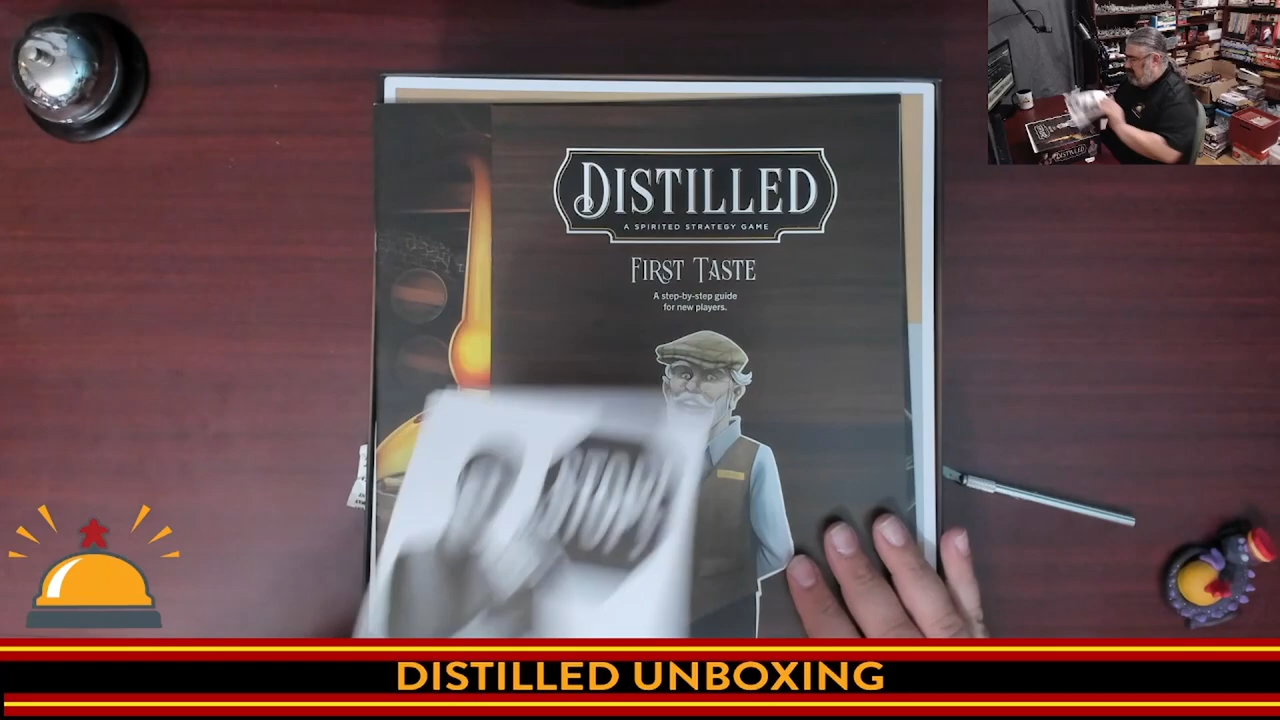 DISTILLED
A SPIRITED STRATEGY GAME
FIRST TASTE
A step-by-step guide
for new players.
DISTILLED UNBOXING